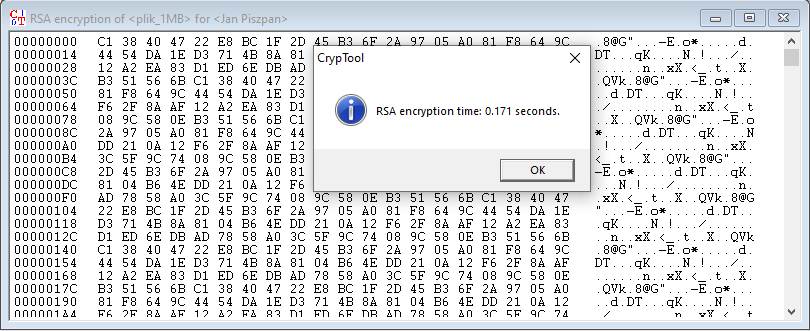 RSA encryption of <plik_1MB> for <Jan Piszpan>
00000000 C1 38 40 47 22 E8 BC 1F 2D 45 B3 6F 2A 97 05 A0 81 F8 64 9C .8@G"...-E.o*.....d.
00000014 44 54 DA 1E D3 71 4B 8A 81 DT...qK....N.!.../..
00000028 12 A2 EA 83 D1 ED 6E DB AD ......n..xX.<_.t..X.
0000003C B3 51 56 6B C1 38 40 47 22 .QVk.8@G"...-E.o*...
00000050 81 F8 64 9C 44 54 DA 1E D3 ..d.DT...qK....N.!..
00000064 F6 2F 8A AF 12 A2 EA 83 D1 ./........n..xX.<_.t
00000078 08 9C 58 0E B3 51 56 6B C1 ..X..QVk.8@G"...-E.o
0000008C 2A 97 05 A0 81 F8 64 9C 44 *.....d.DT...qK....N
000000A0 DD 21 0A 12 F6 2F 8A AF 12 .!.../........n..xX.
000000B4 3C 5F 9C 74 08 9C 58 0E B3 <_.t..X..QVk.8@G"...
000000C8 2D 45 B3 6F 2A 97 05 A0 81 -E.o*.....d.DT...qK.
000000DC 81 04 B6 4E DD 21 0A 12 F6 ...N.!.../........n.
000000F0 AD 78 58 A0 3C 5F 9C 74 08 9C 58 0E B3 51 56 6B C1 38 40 47 .xX.<_.t..X..QVk.8@G
00000104 22 E8 BC 1F 2D 45 B3 6F 2A 97 05 A0 81 F8 64 9C 44 54 DA 1E "...-E.o*.....d.DT..
00000118 D3 71 4B 8A 81 04 B6 4E DD 21 0A 12 F6 2F 8A AF 12 A2 EA 83 .qK....N.!.../......
0000012C D1 ED 6E DB AD 78 58 A0 3C 5F 9C 74 08 9C 58 0E B3 51 56 6B ..n..xX.<_.t..X..QVk
00000140 C1 38 40 47 22 E8 BC 1F 2D 45 B3 6F 2A 97 05 A0 81 F8 64 9C .8@G"...-E.o*.....d.
00000154 44 54 DA 1E D3 71 4B 8A 81 04 B6 4E DD 21 0A 12 F6 2F 8A AF DT...qK....N.!.../..
00000168 12 A2 EA 83 D1 ED 6E DB AD 78 58 A0 3C 5F 9C 74 08 9C 58 0E ......n..xX.<_.t..X.
0000017C B3 51 56 6B C1 38 40 47 22 E8 BC 1F 2D 45 B3 6F 2A 97 05 A0 .QVk.8@G"...-E.o*...
00000190 81 F8 64 9C 44 54 DA 1E D3 71 4B 8A 81 04 B6 4E DD 21 0A 12 ..d.DT...qK....N.!..
000001A4 F6 2F 8A AF 12 A2 EA 83 D1 ED 6E DB AD 78 58 A0 3C 5F 9C 74 ./........n..xX.<_.t
CrypTool
RSA encryption time: 0.171 seconds.
OK